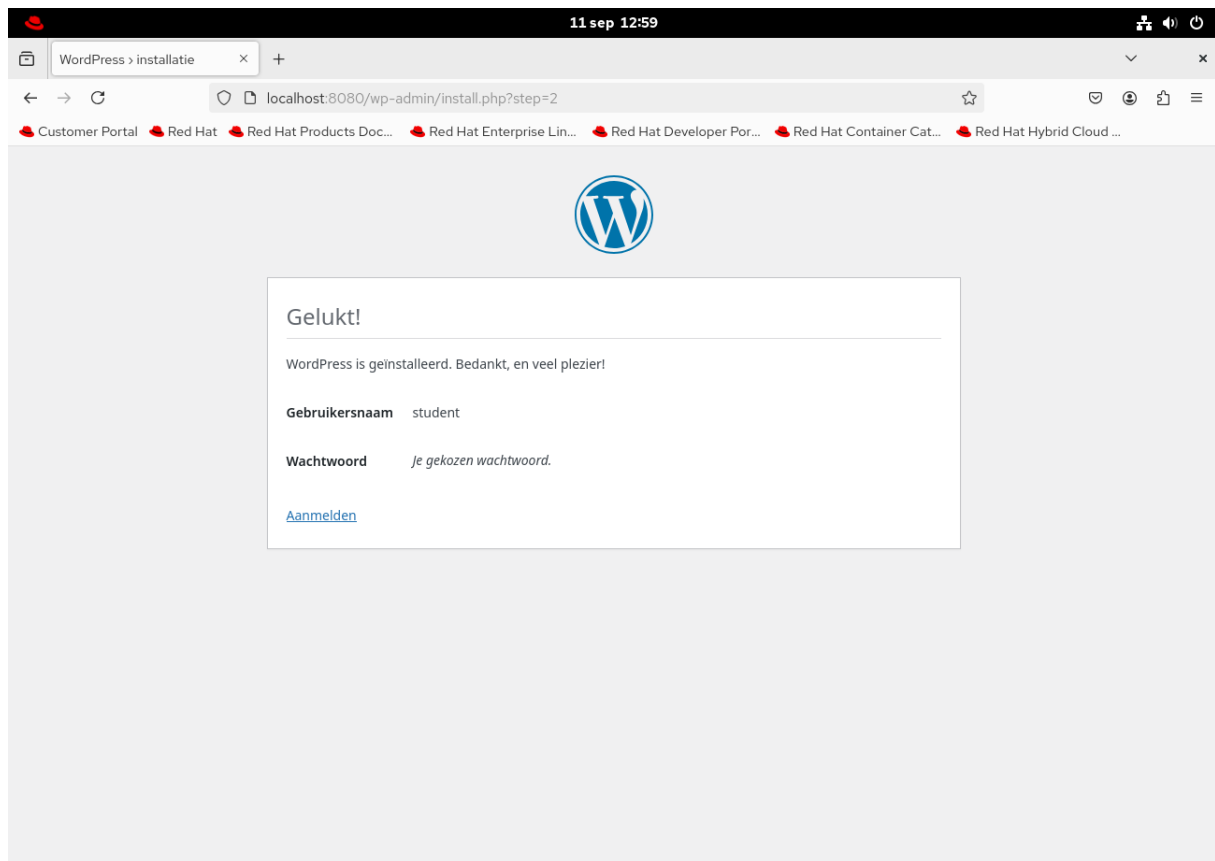 11 sep 12:59
WordPress › installatie
localhost:8080/wp-admin/install.php?step=2
Customer Portal Red Hat Red Hat Products Doc... Red Hat Enterprise Lin... Red Hat Developer Por... Red Hat Container Cat... Red Hat Hybrid Cloud ...
Gelukt!
WordPress is geïnstalleerd. Bedankt, en veel plezier!
Gebruikersnaam student
Wachtwoord Je gekozen wachtwoord.
Aanmelden